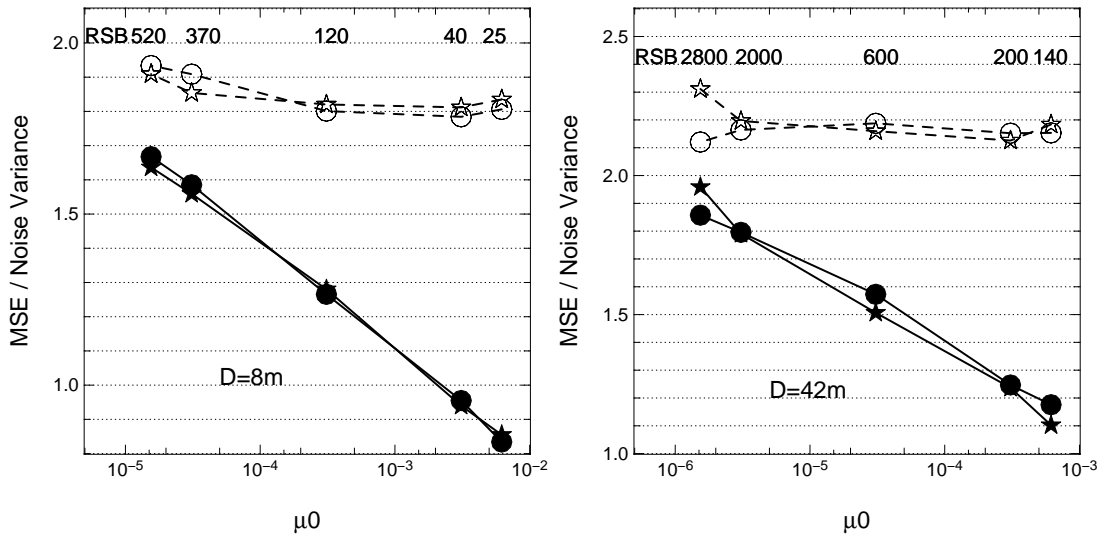 RSB 520 370 120 40 25
2.0
1.5
1.0
MSE / Noise Variance
D=8m
10-5 10-4 10-3 10-2
μ0
RSB 2800 2000 600 200 140
2.5
2.0
1.5
1.0
MSE / Noise Variance
D=42m
10-6 10-5 10-4 10-3
μ0